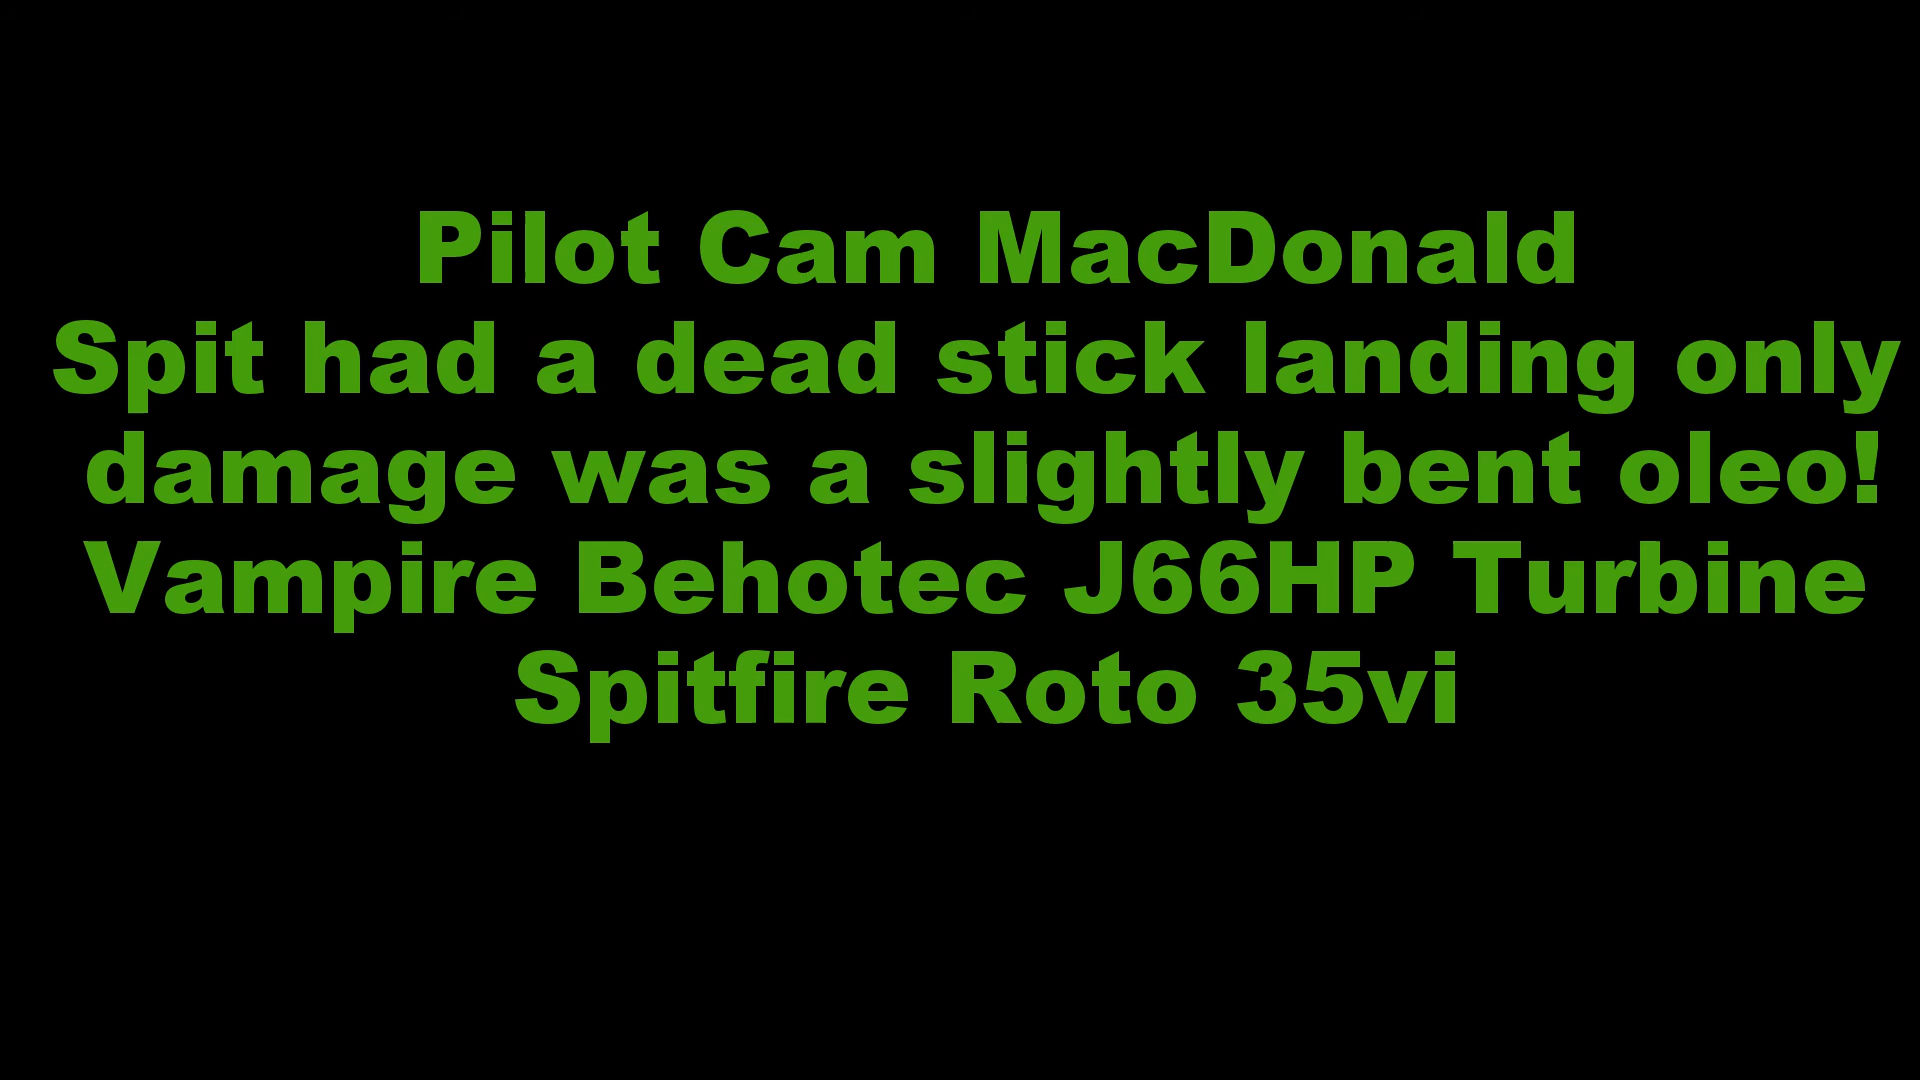 Pilot Cam MacDonald
Spit had a dead stick landing only
damage was a slightly bent oleo!
Vampire Behotec J66HP Turbine
Spitfire Roto 35vi